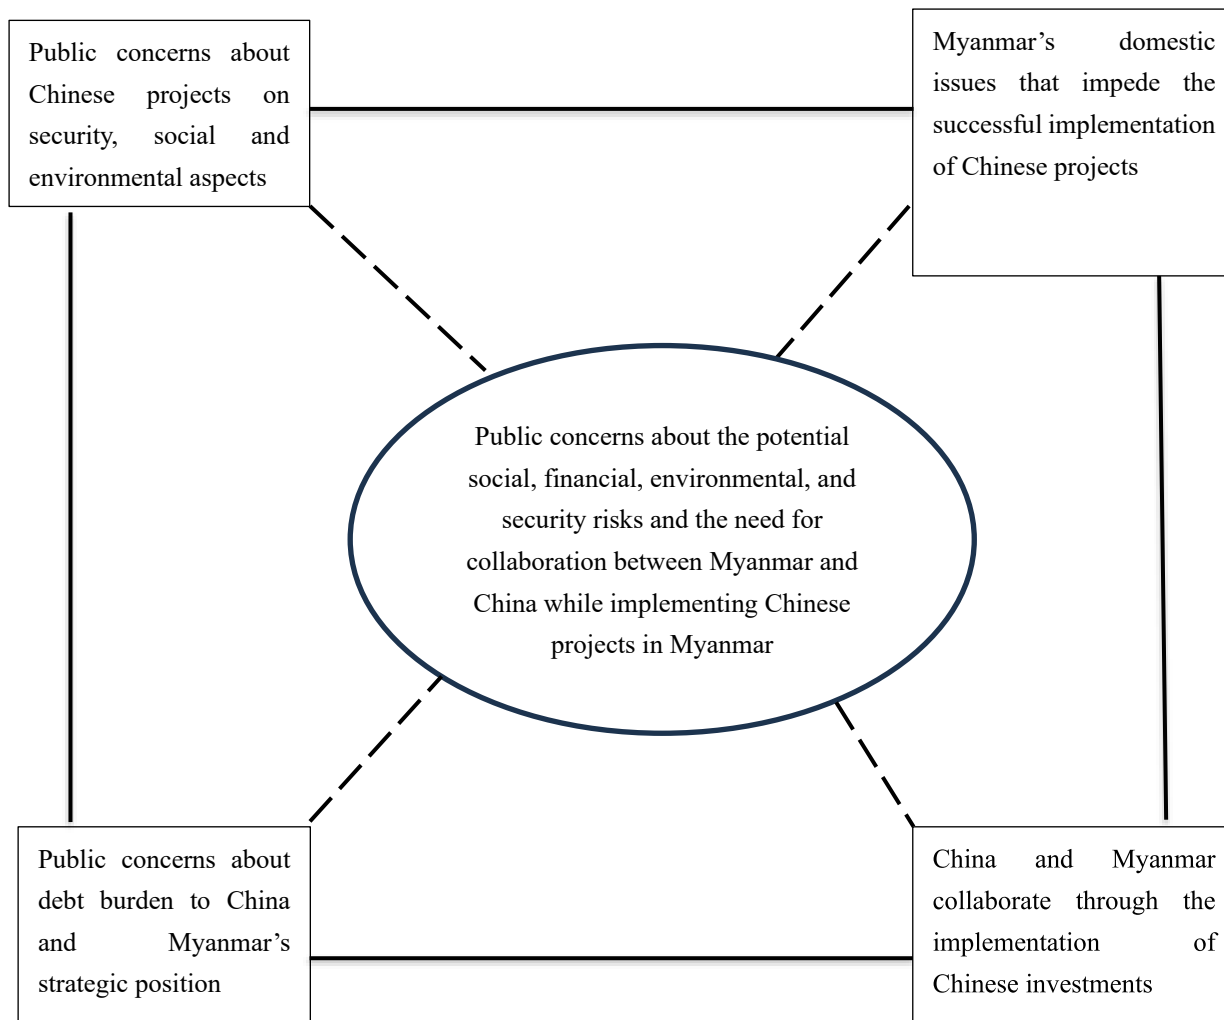 Public concerns about
Chinese projects on
security, social and
environmental aspects
Myanmar’s domestic
issues that impede the
successful implementation
of Chinese projects
Public concerns about the potential
social, financial, environmental, and
security risks and the need for
collaboration between Myanmar and
China while implementing Chinese
projects in Myanmar
Public concerns about
debt burden to China
and Myanmar’s
strategic position
China and Myanmar
collaborate through the
implementation of
Chinese investments